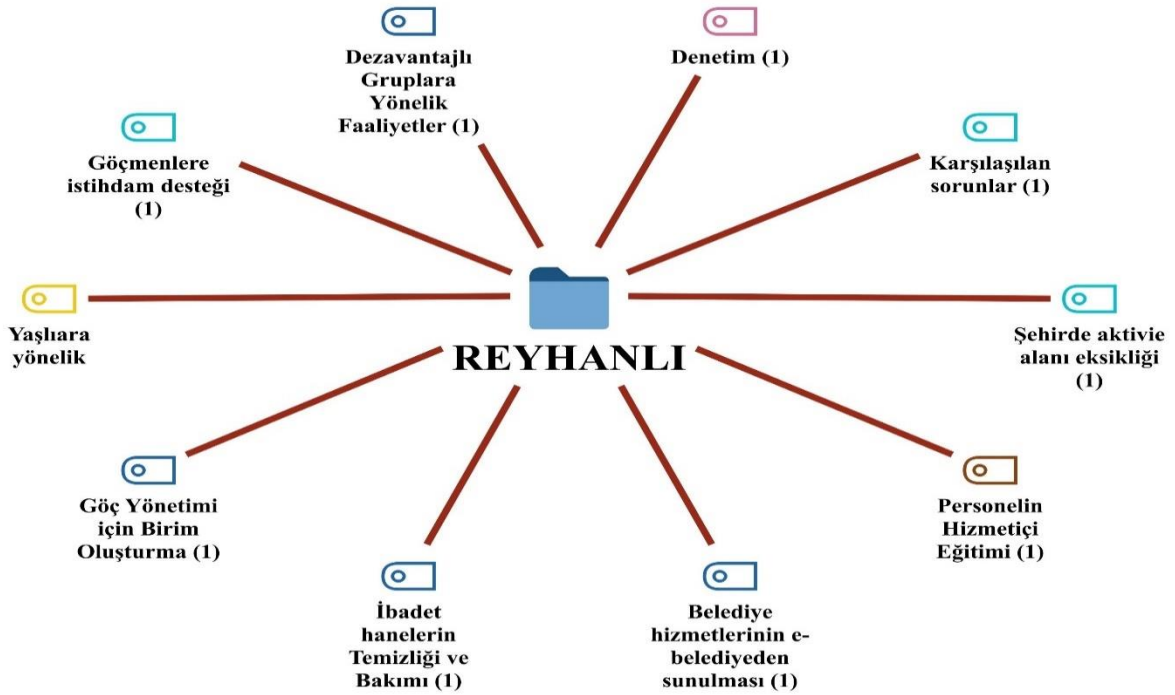 Dezavantajlı
Gruplara
Yönelik
Faaliyetler (1)
Denetim (1)
Göçmenlere
istihdam desteği
(1)
Karşılaşılan
sorunlar (1)
Yaşlıara
yönelik
REYHANLI
Şehirde aktivie
alanı eksikliği
(1)
Göç Yönetimi
için Birim
Oluşturma (1)
Personelin
Hizmetiçi
Eğitimi (1)
İbadet
hanelerin
Temizliği ve
Bakımı (1)
Belediye
hizmetlerinin e-
belediyeden
sunulması (1)